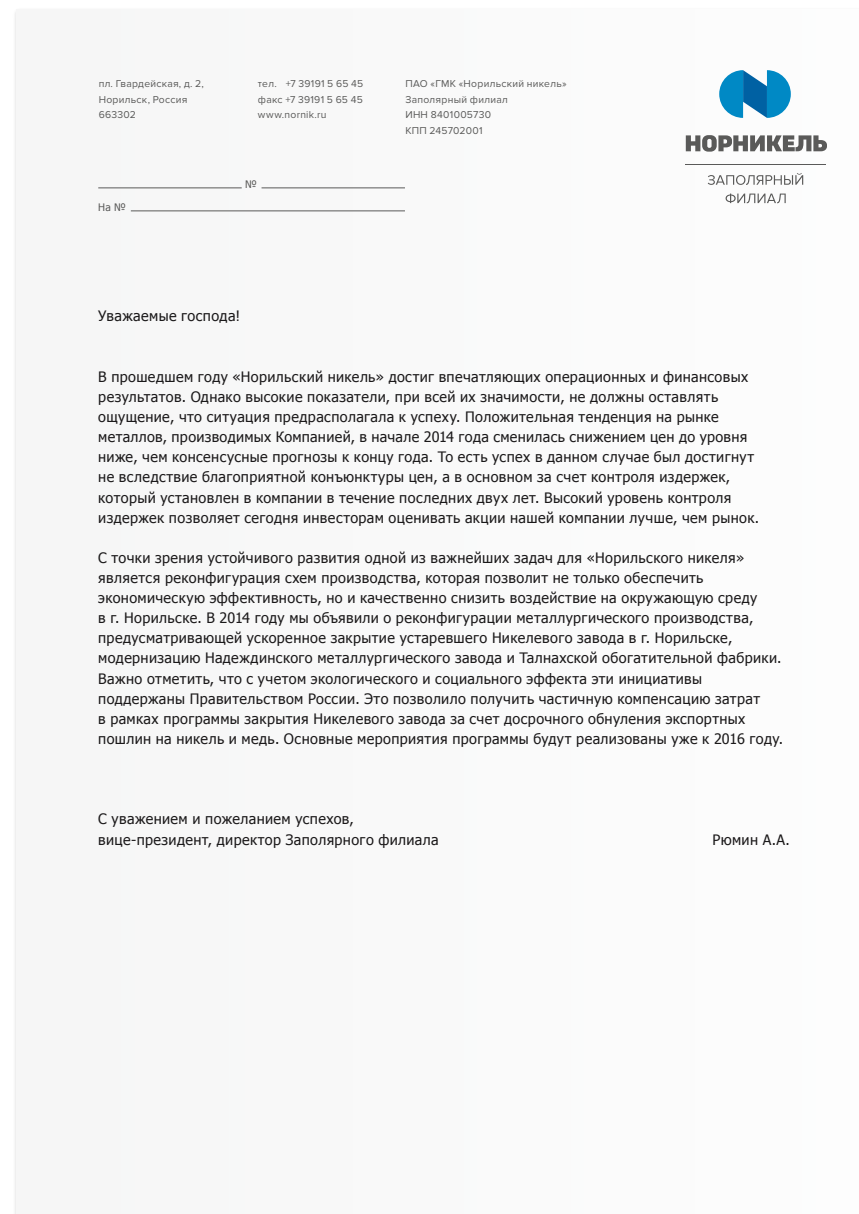 пл. Гвардейская, д. 2,
Норильск, Россия
663302
тел. +7 39191 5 65 45
факс +7 39191 5 65 45
www.nornik.ru
ПАО «ГМК «Норильский никель»
Заполярный филиал
ИНН 8401005730
КПП 245702001
НОРНИКЕЛЬ
ЗАПОЛЯРНЫЙ
ФИЛИАЛ
№
На №
Уважаемые господа!
В прошедшем году «Норильский никель» достиг впечатляющих операционных и финансовых
результатов. Однако высокие показатели, при всей их значимости, не должны оставлять
ощущение, что ситуация предрасполагала к успеху. Положительная тенденция на рынке
металлов, производимых Компанией, в начале 2014 года сменилась снижением цен до уровня
ниже, чем консенсусные прогнозы к концу года. То есть успех в данном случае был достигнут
не вследствие благоприятной конъюнктуры цен, а в основном за счет контроля издержек,
который установлен в компании в течение последних двух лет. Высокий уровень контроля
издержек позволяет сегодня инвесторам оценивать акции нашей компании лучше, чем рынок.
С точки зрения устойчивого развития одной из важнейших задач для «Норильского никеля»
является реконфигурация схем производства, которая позволит не только обеспечить
экономическую эффективность, но и качественно снизить воздействие на окружающую среду
в г. Норильске. В 2014 году мы объявили о реконфигурации металлургического производства,
предусматривающей ускоренное закрытие устаревшего Никелевого завода в г. Норильске,
модернизацию Надеждинского металлургического завода и Талнахской обогатительной фабрики.
Важно отметить, что с учетом экологического и социального эффекта эти инициативы
поддержаны Правительством России. Это позволило получить частичную компенсацию затрат
в рамках программы закрытия Никелевого завода за счет досрочного обнуления экспортных
пошлин на никель и медь. Основные мероприятия программы будут реализованы уже к 2016 году.
С уважением и пожеланием успехов,
вице-президент, директор Заполярного филиала Рюмин А.А.